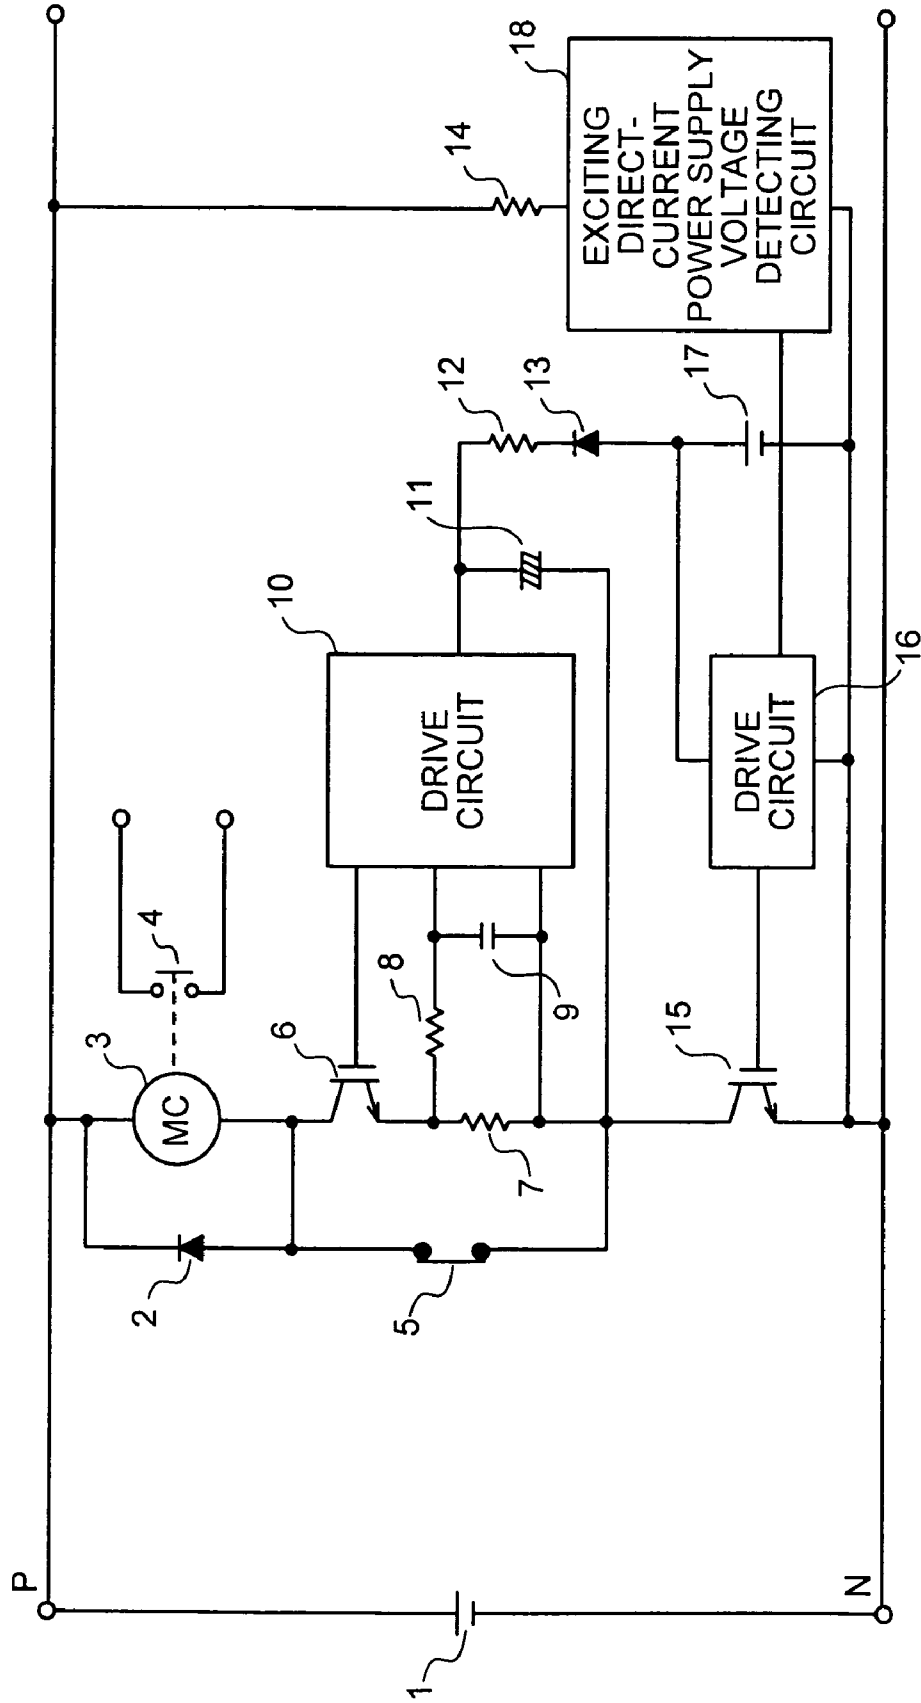 P
N
1
2
3
MC
4
5
6
7
8
9
10
DRIVE
CIRCUIT
11
12
13
14
15
DRIVE
CIRCUIT
16
17
18
EXCITING
DIRECT-
CURRENT
POWER SUPPLY
VOLTAGE
DETECTING
CIRCUIT